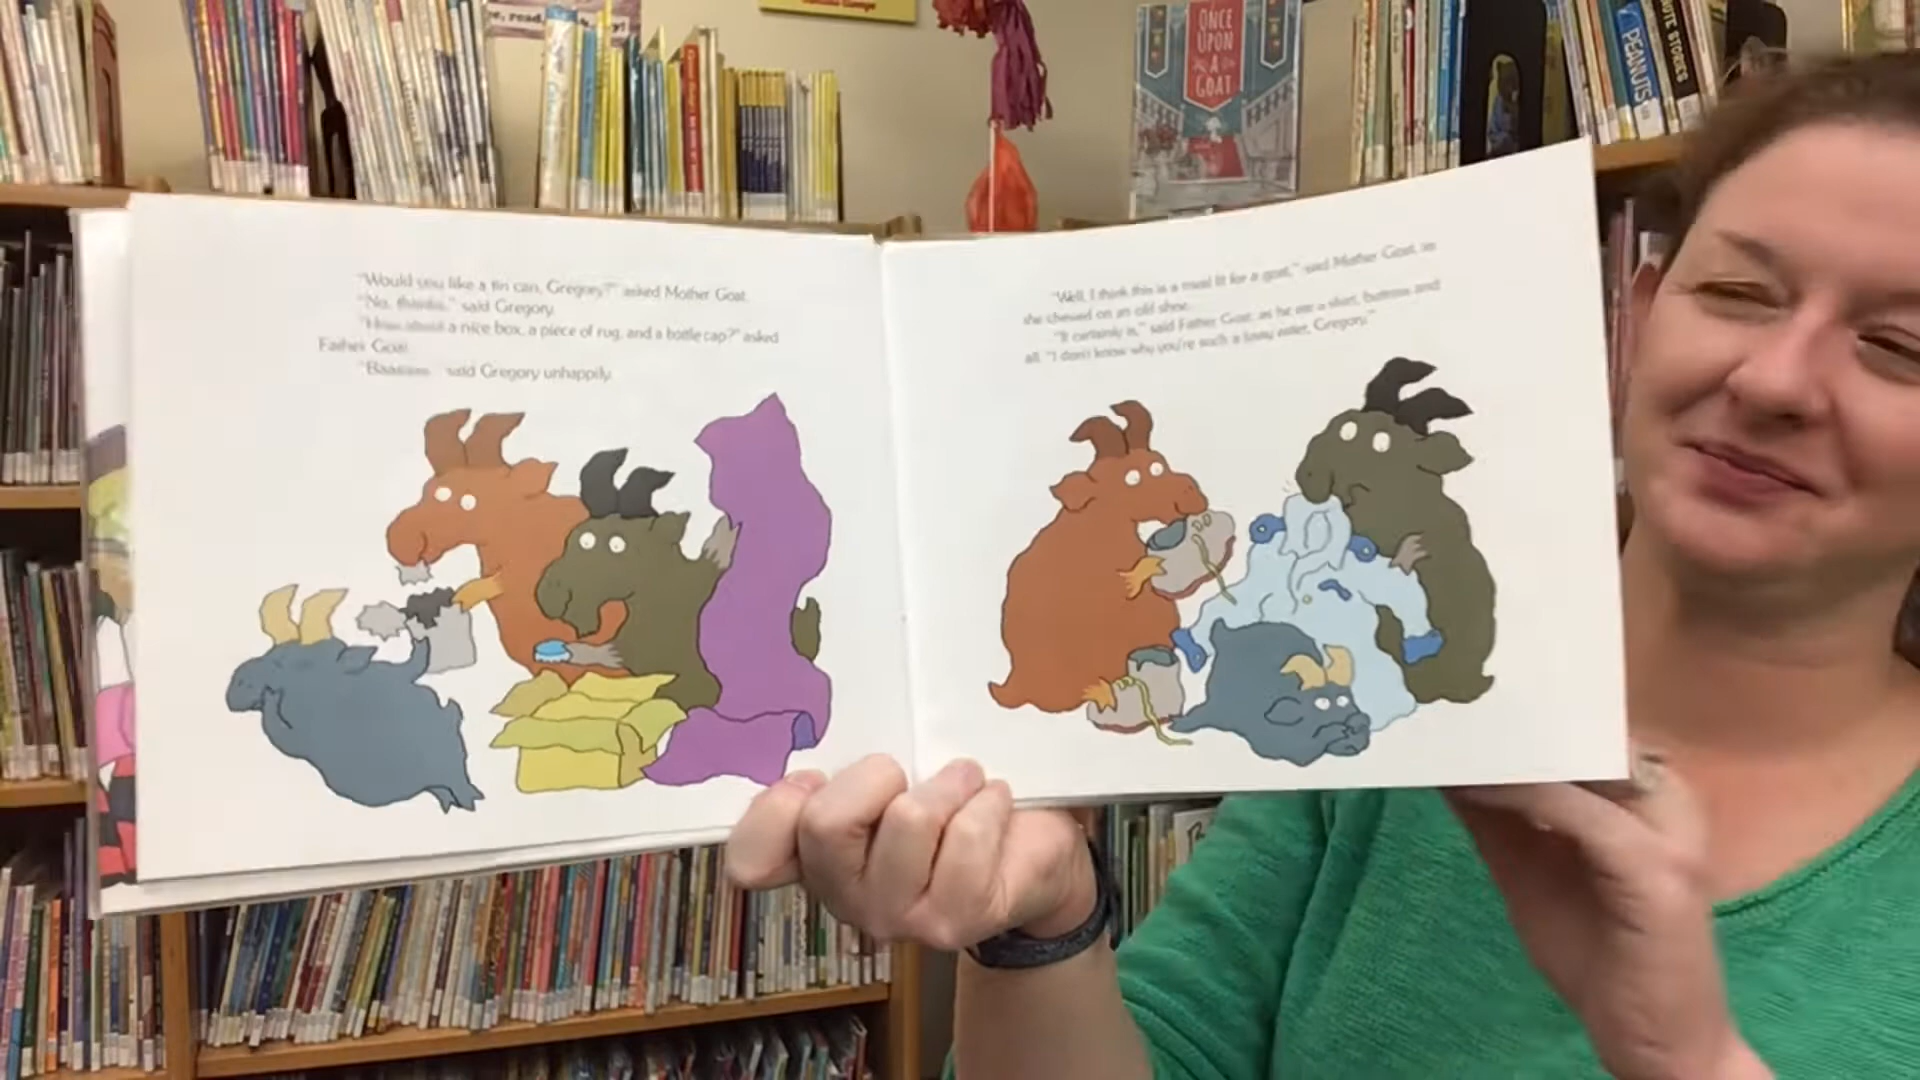 ONCE
UPON
A
GOAT
PEANUTS
"Would you like a tin can, Gregory?" asked Mother Goat.
"No, thanks," said Gregory.
"How about a nice box, a piece of rug, and a bottle cap?" asked
Father Goat.
said Gregory unhappily.
"Well, I think this is a meal fit for a goat," said Mother Goat, as
she chewed on an old shoe.
"It certainly is," said Father Goat, as he ate a shirt, buttons and
all. "I don't know why you're such a fussy eater, Gregory."